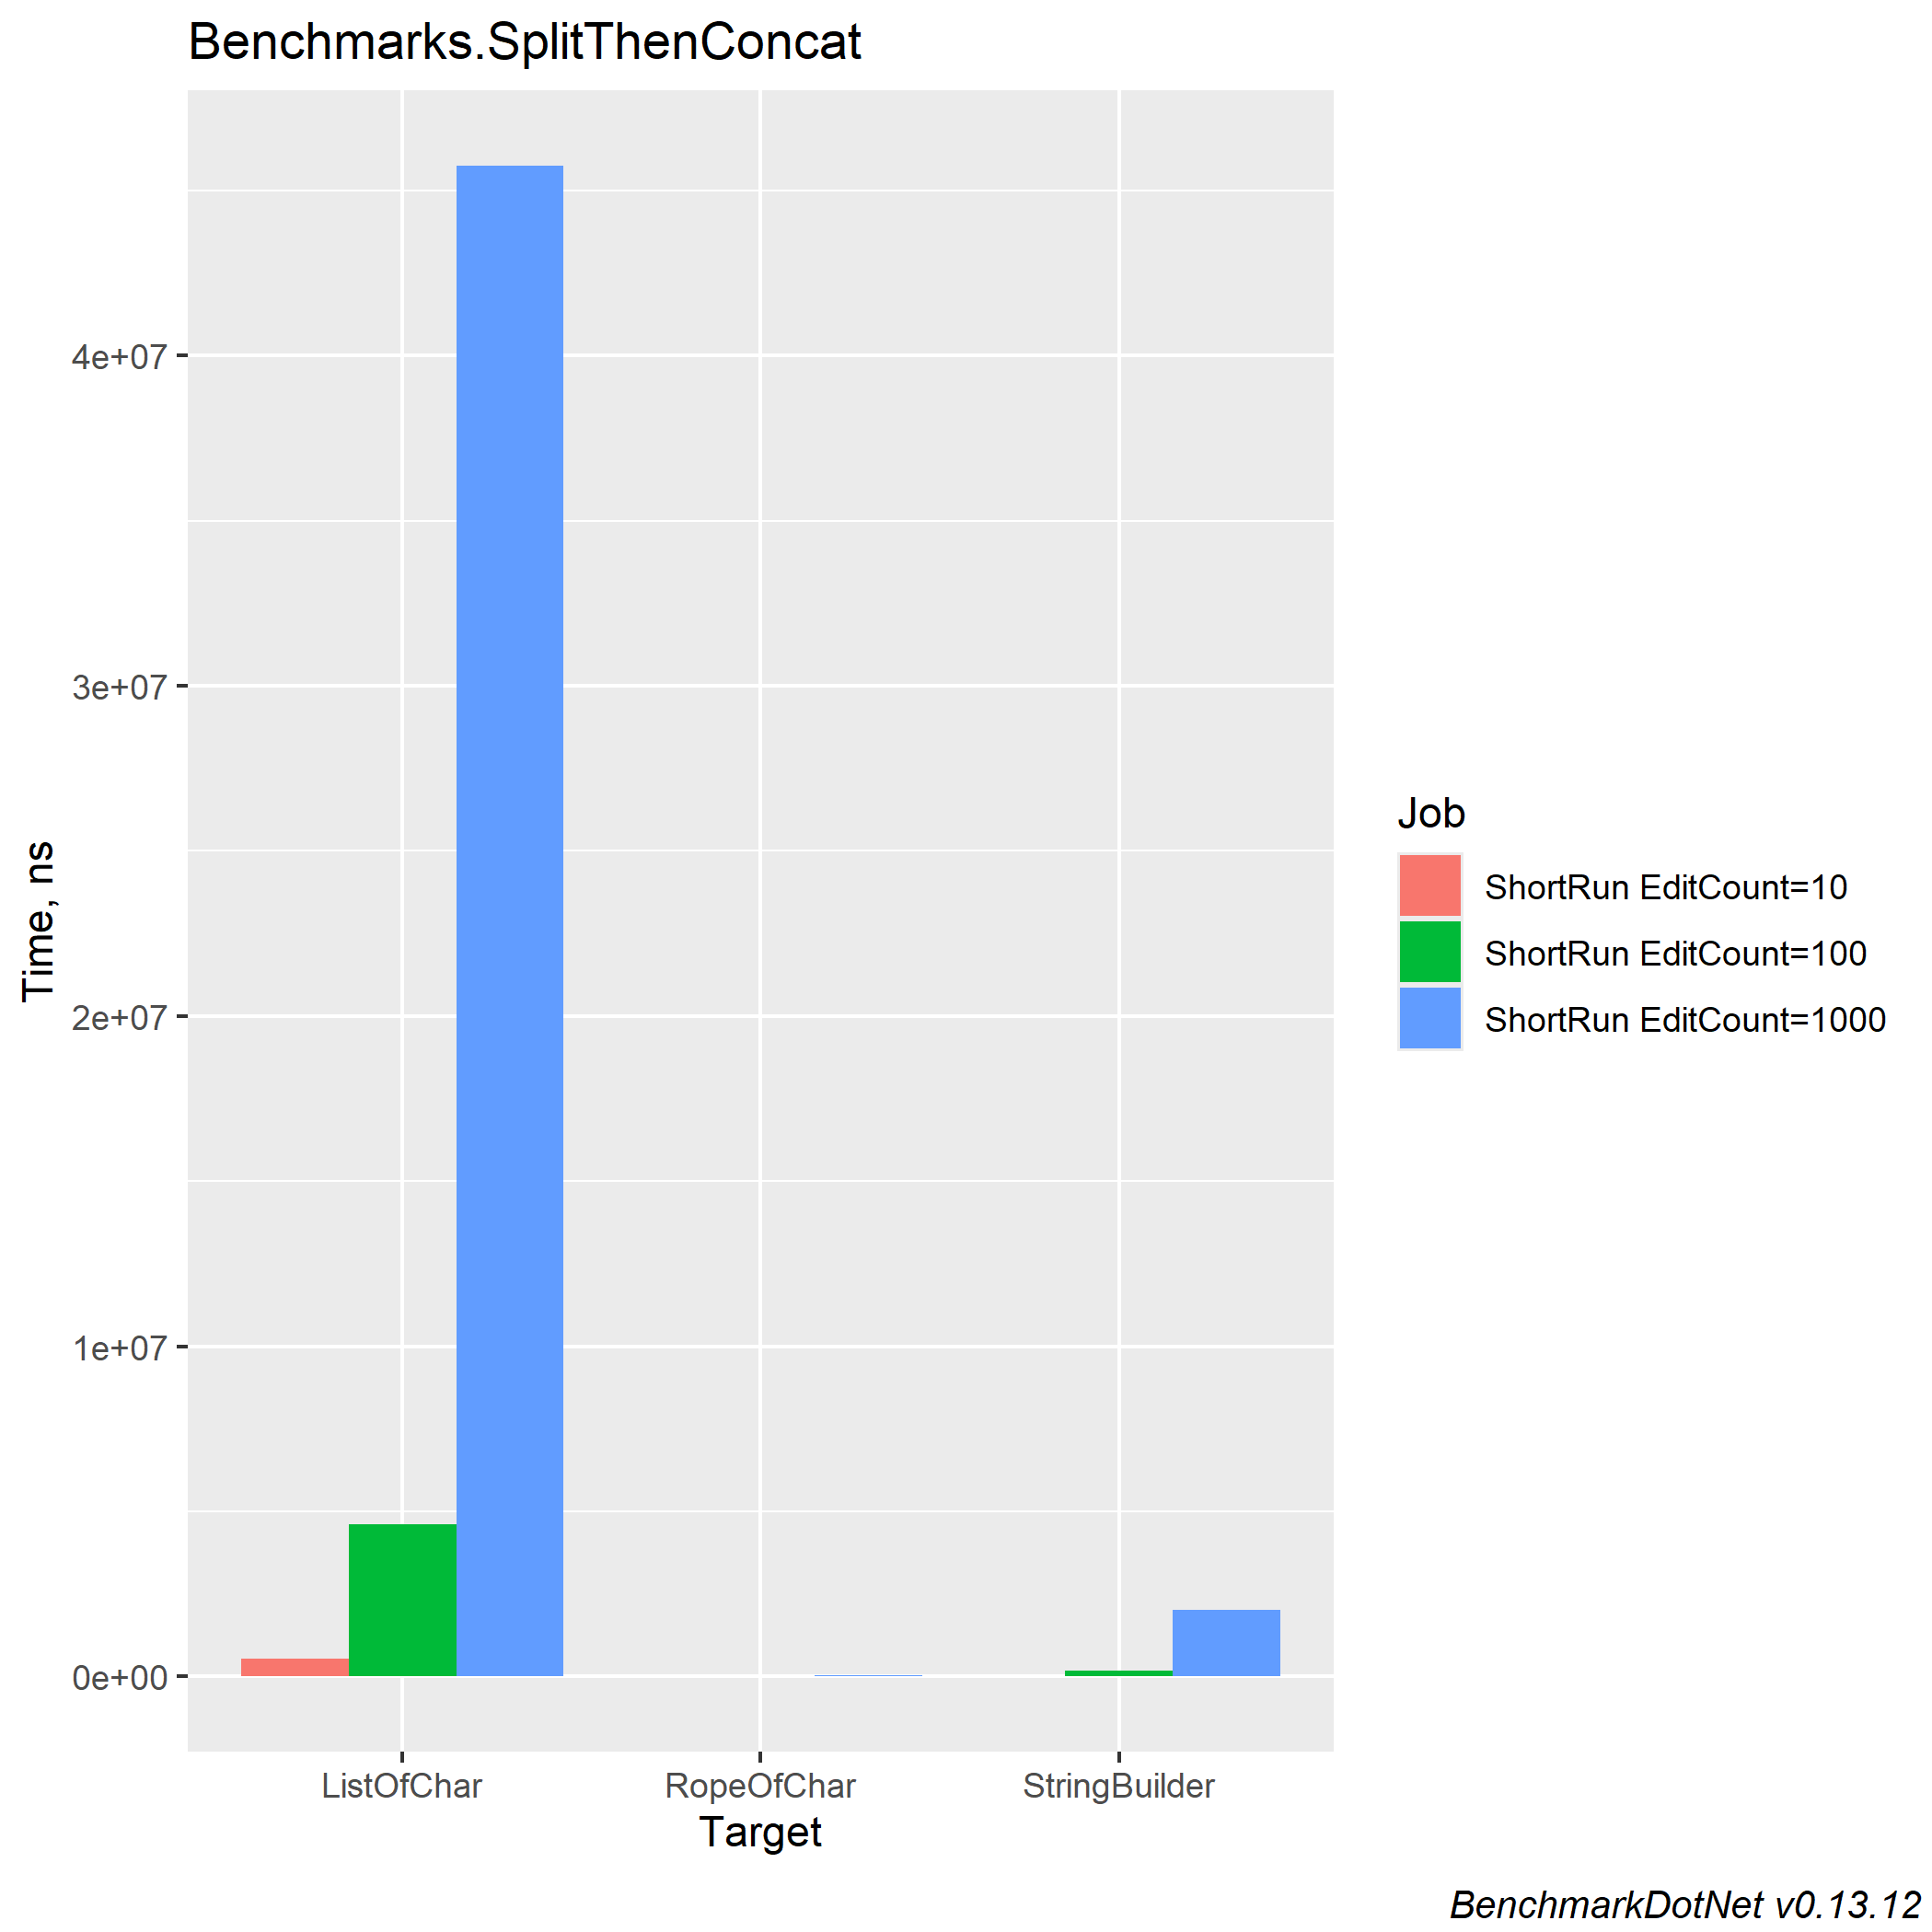 Benchmarks.SplitThenConcat
Time, ns
4e+07
3e+07
2e+07
1e+07
0e+00
ListOfChar RopeOfChar StringBuilder
Target
Job
ShortRun EditCount=10
ShortRun EditCount=100
ShortRun EditCount=1000
BenchmarkDotNet v0.13.12